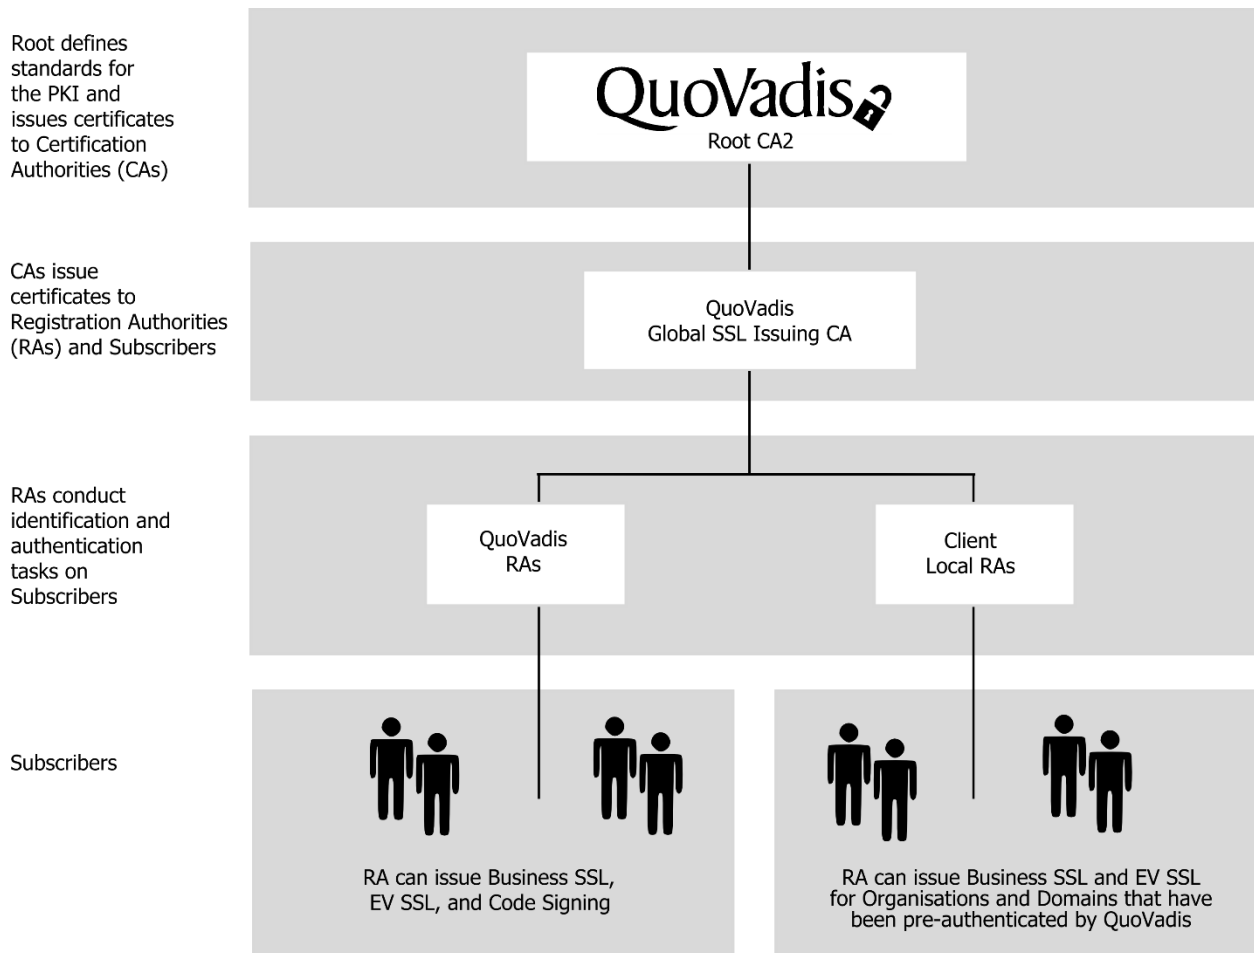 Root defines
standards for
the PKI and
issues certificates
to Certification
Authorities (CAs)
QuoVadis
Root CA2
CAs issue
certificates to
Registration Authorities
(RAs) and Subscribers
QuoVadis
Global SSL Issuing CA
RAs conduct
identification and
authentication
tasks on
Subscribers
QuoVadis
RAs
Client
Local RAs
Subscribers
RA can issue Business SSL,
EV SSL, and Code Signing
RA can issue Business SSL and EV SSL
for Organisations and Domains that have
been pre-authenticated by QuoVadis